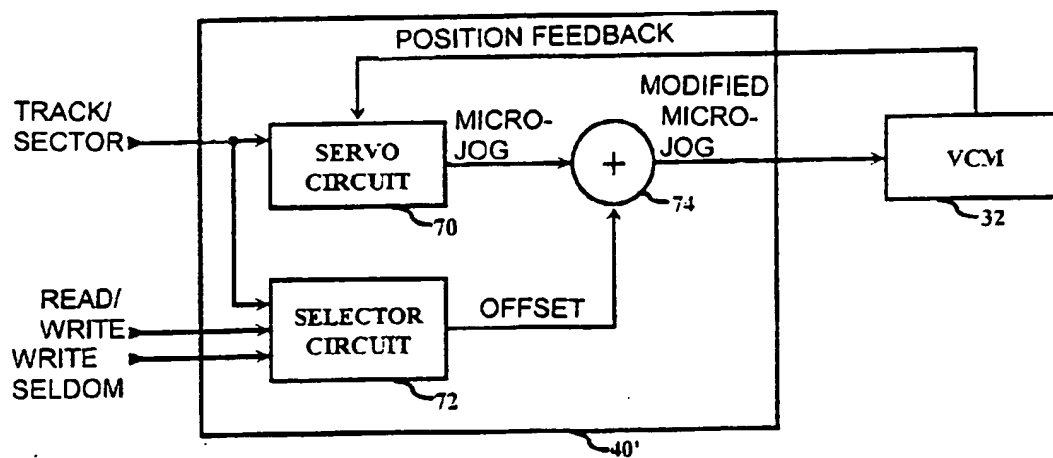 POSITION FEEDBACK
TRACK/
SECTOR
SERVO
CIRCUIT
70
MICRO-
JOG
+
74
MODIFIED
MICRO-
JOG
VCM
32
READ/
WRITE
WRITE
SELDOM
SELECTOR
CIRCUIT
72
OFFSET
40'